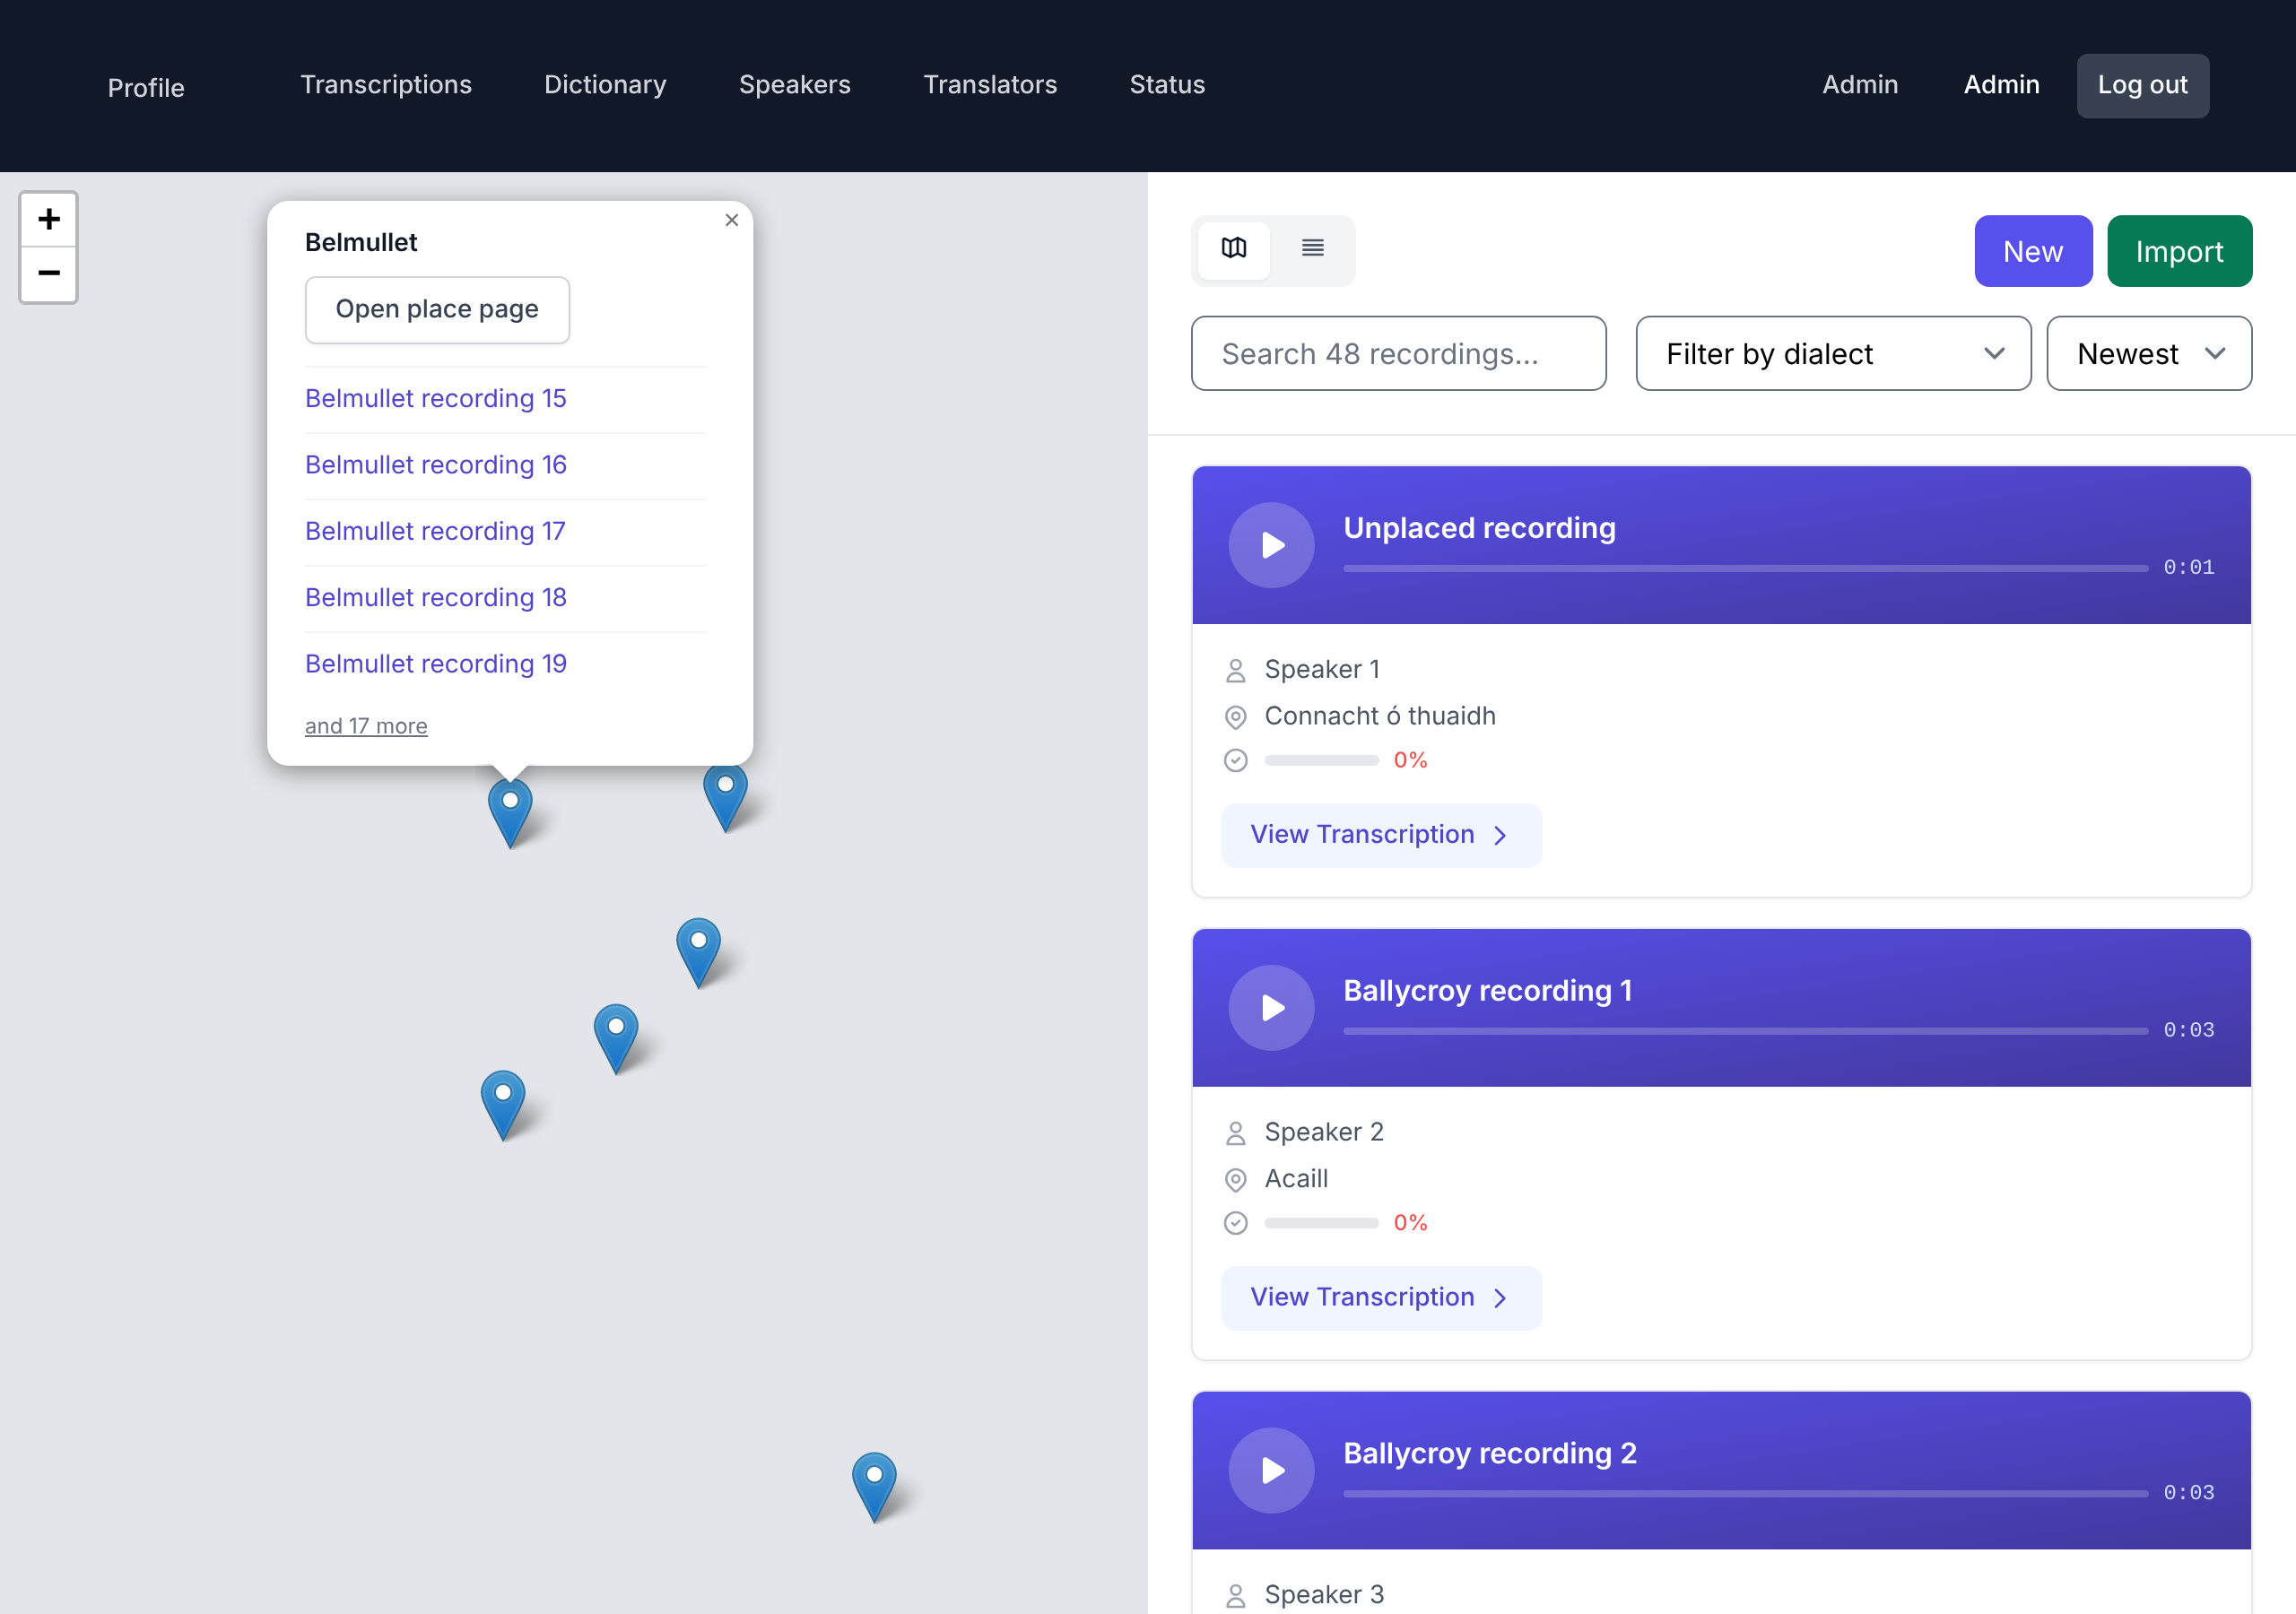 Profile
Transcriptions
Dictionary
Speakers
Translators
Status
Admin
Admin
Log out
+
−
×
Belmullet
Open place page
Belmullet recording 15
Belmullet recording 16
Belmullet recording 17
Belmullet recording 18
Belmullet recording 19
and 17 more
New
Import
Search 48 recordings...
Filter by dialect
Newest
Unplaced recording
0:01
Speaker 1
Connacht ó thuaidh
0%
View Transcription
Ballycroy recording 1
0:03
Speaker 2
Acaill
0%
View Transcription
Ballycroy recording 2
0:03
Speaker 3